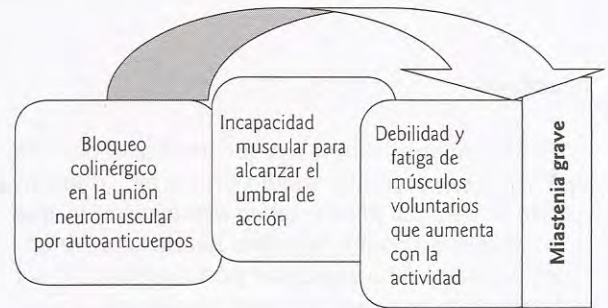 Bloqueo
colinérgico
en la unión
neuromuscular
por autoanticuerpos
Incapacidad
muscular para
alcanzar el
umbral de
acción
Debilidad y
fatiga de
músculos
voluntarios
que aumenta
con la
actividad
Miastenia grave